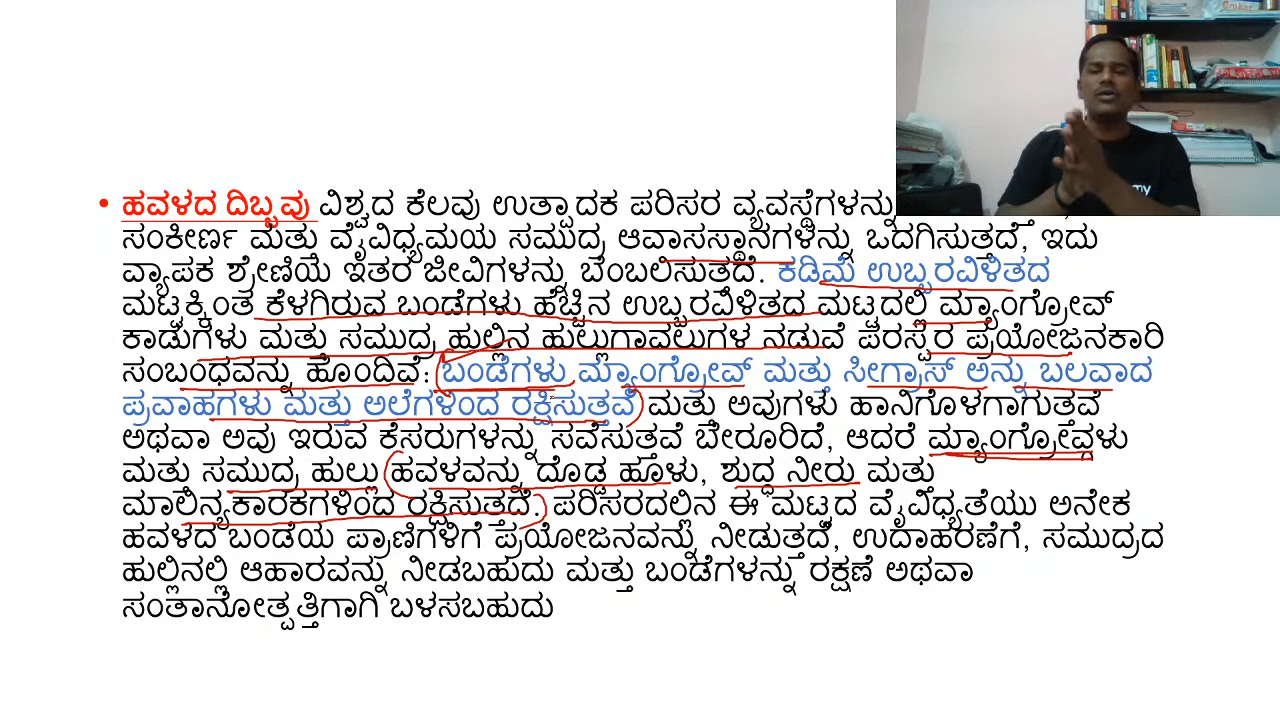 • ಹವಳದ ದಿಬ್ಬವು ವಿಶ್ವದ ಕೆಲವು ಉತ್ಪಾದಕ ಪರಿಸರ ವ್ಯವಸ್ಥೆಗಳನ್ನು
ಸಂಕೀರ್ಣ ಮತ್ತು ವೈವಿಧ್ಯಮಯ ಸಮುದ್ರ ಆವಾಸಸ್ಥಾನಗಳನ್ನು ಒದಗಿಸುತ್ತದೆ, ಇದು
ವ್ಯಾಪಕ ಶ್ರೇಣಿಯ ಇತರ ಜೀವಿಗಳನ್ನು ಬೆಂಬಲಿಸುತ್ತದೆ. ಕಡಿಮೆ ಉಬ್ಬರವಿಳಿತದ
ಮಟ್ಟಕ್ಕಿಂತ ಕೆಳಗಿರುವ ಬಂಡೆಗಳು ಹೆಚ್ಚಿನ ಉಬ್ಬರವಿಳಿತದ ಮಟ್ಟದಲ್ಲಿ ಮ್ಯಾಂಗ್ರೋವ್
ಕಾಡುಗಳು ಮತ್ತು ಸಮುದ್ರ ಹುಲ್ಲಿನ ಹುಲ್ಲುಗಾವಲುಗಳ ನಡುವೆ ಪರಸ್ಪರ ಪ್ರಯೋಜನಕಾರಿ
ಸಂಬಂಧವನ್ನು ಹೊಂದಿವೆ: ಬಂಡೆಗಳು ಮ್ಯಾಂಗ್ರೋವ್ ಮತ್ತು ಸೀಗ್ರಾಸ್ ಅನ್ನು ಬಲವಾದ
ಪ್ರವಾಹಗಳು ಮತ್ತು ಅಲೆಗಳಿಂದ ರಕ್ಷಿಸುತ್ತವೆ ಮತ್ತು ಅವುಗಳು ಹಾನಿಗೊಳಗಾಗುತ್ತವೆ
ಅಥವಾ ಅವು ಇರುವ ಕೆಸರುಗಳನ್ನು ಸವೆಸುತ್ತವೆ ಬೇರೂರಿದೆ, ಆದರೆ ಮ್ಯಾಂಗ್ರೋವ್ಗಳು
ಮತ್ತು ಸಮುದ್ರ ಹುಲ್ಲು ಹವಳವನ್ನು ದೊಡ್ಡ ಹೂಳು, ಶುದ್ಧ ನೀರು ಮತ್ತು
ಮಾಲಿನ್ಯಕಾರಕಗಳಿಂದ ರಕ್ಷಿಸುತ್ತದೆ. ಪರಿಸರದಲ್ಲಿನ ಈ ಮಟ್ಟದ ವೈವಿಧ್ಯತೆಯು ಅನೇಕ
ಹವಳದ ಬಂಡೆಯ ಪ್ರಾಣಿಗಳಿಗೆ ಪ್ರಯೋಜನವನ್ನು ನೀಡುತ್ತದೆ, ಉದಾಹರಣೆಗೆ, ಸಮುದ್ರದ
ಹುಲ್ಲಿನಲ್ಲಿ ಆಹಾರವನ್ನು ನೀಡಬಹುದು ಮತ್ತು ಬಂಡೆಗಳನ್ನು ರಕ್ಷಣೆ ಅಥವಾ
ಸಂತಾನೋತ್ಪತ್ತಿಗಾಗಿ ಬಳಸಬಹುದು